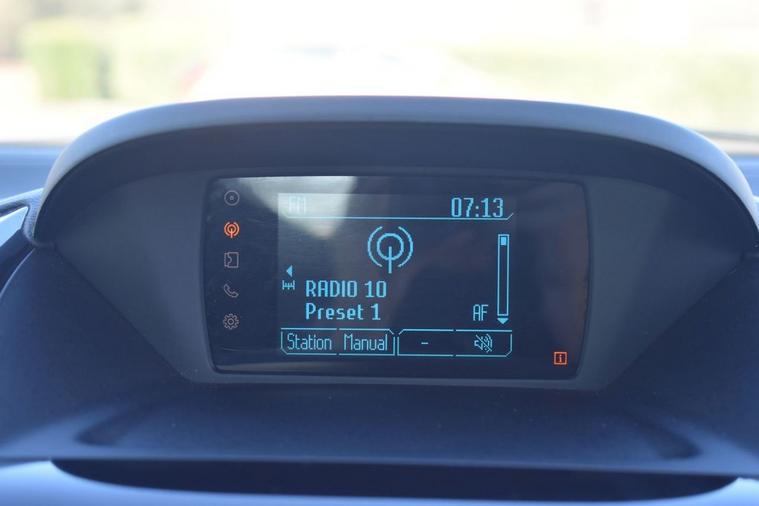 FM 07:13
RADIO 10
Preset 1 AF
Station Manual -